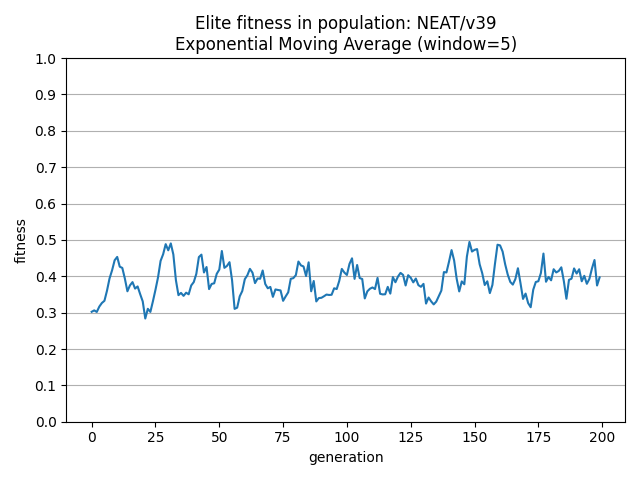 Elite fitness in population: NEAT/v39
Exponential Moving Average (window=5)
1.0
0.9
0.8
0.7
0.6
0.5
0.4
0.3
0.2
0.1
0.0
fitness
0 25 50 75 100 125 150 175 200
generation